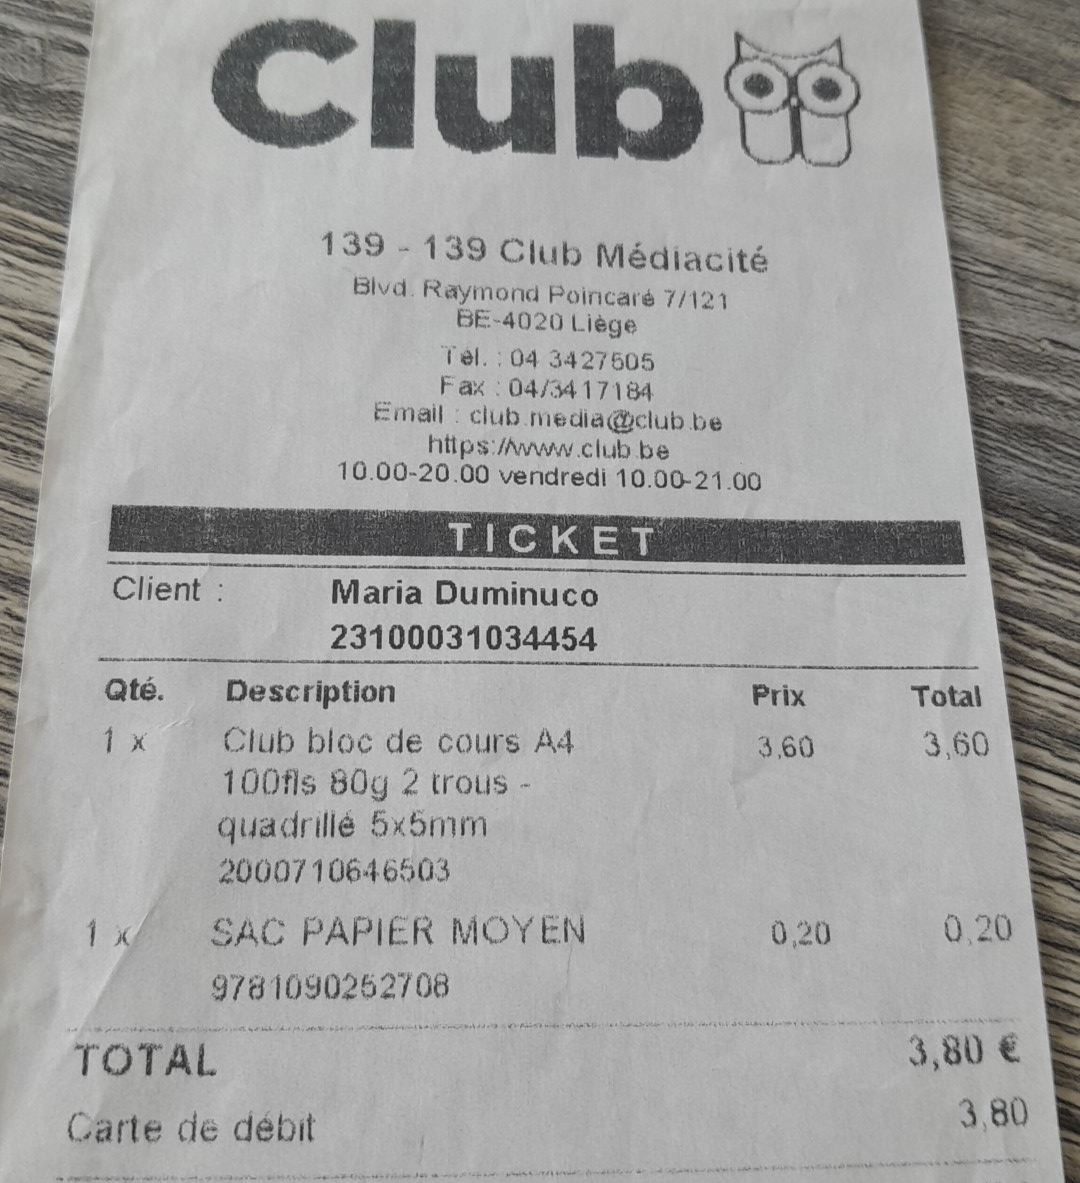 Club
139 - 139 Club Médiacité
Blvd. Raymond Poincaré 7/121
BE-4020 Liège
Tél. : 04 3427505
Fax : 04/3417184
Email : club.media@club.be
https://www.club.be
10.00-20.00 vendredi 10.00-21.00
TICKET
Client : Maria Duminuco
23100031034454
Qté. Description Prix Total
1 x Club bloc de cours A4 3,60 3,60
100fls 80g 2 trous -
quadrillé 5x5mm
2000710646503
1 x SAC PAPIER MOYEN 0,20 0,20
9781090252708
TOTAL 3,80 €
Carte de débit 3,80